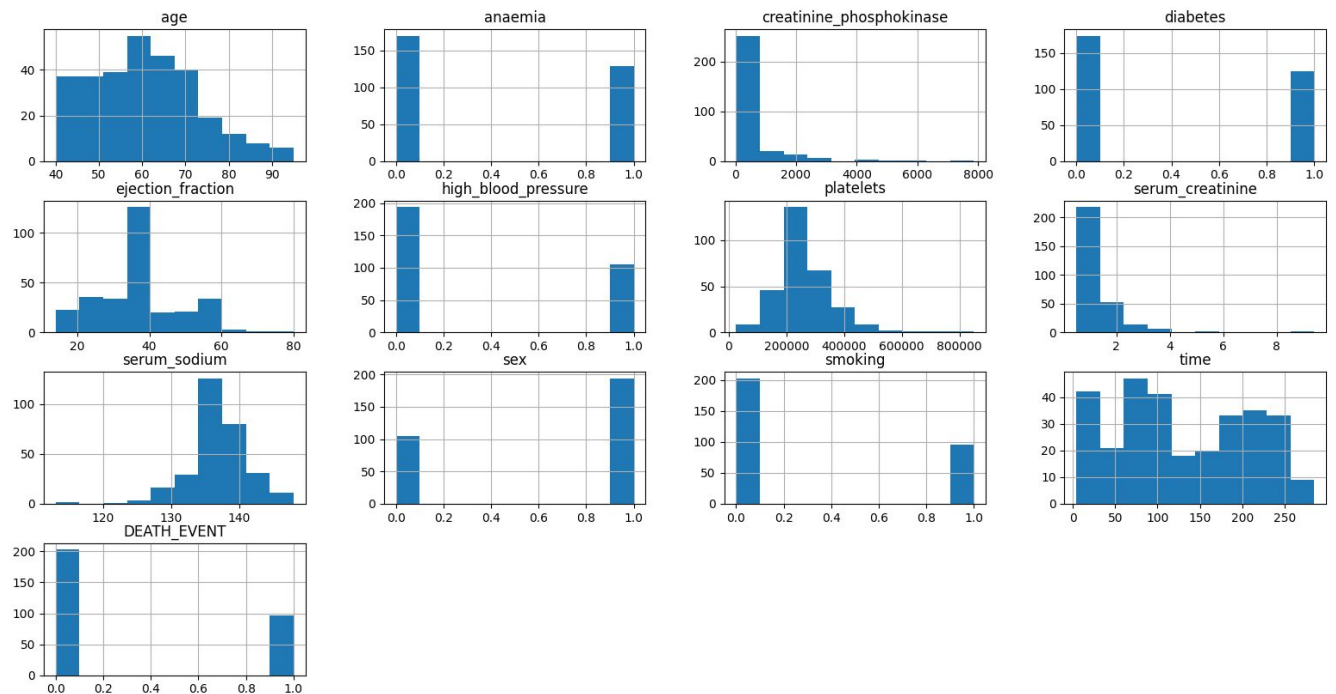 age anaemia creatinine_phosphokinase diabetes
40 150 200 150
20 100 100 100
0 50 0 50
0 0
40 50 60 70 80 90 0.0 0.2 0.4 0.6 0.8 1.0 0 2000 4000 6000 8000 0.0 0.2 0.4 0.6 0.8 1.0
ejection_fraction high_blood_pressure platelets serum_creatinine
100 200 100 200
50 150 50 150
0 100 0 100
50 50
0 0
20 40 60 80 0.0 0.2 0.4 0.6 0.8 1.0 0 200000 400000 600000 800000 2 4 6 8
serum_sodium sex smoking time
100 200 200 40
50 150 150 30
0 100 100 20
50 50 10
0 0 0
120 130 140 0.0 0.2 0.4 0.6 0.8 1.0 0.0 0.2 0.4 0.6 0.8 1.0 0 50 100 150 200 250
DEATH_EVENT
200
150
100
50
0
0.0 0.2 0.4 0.6 0.8 1.0